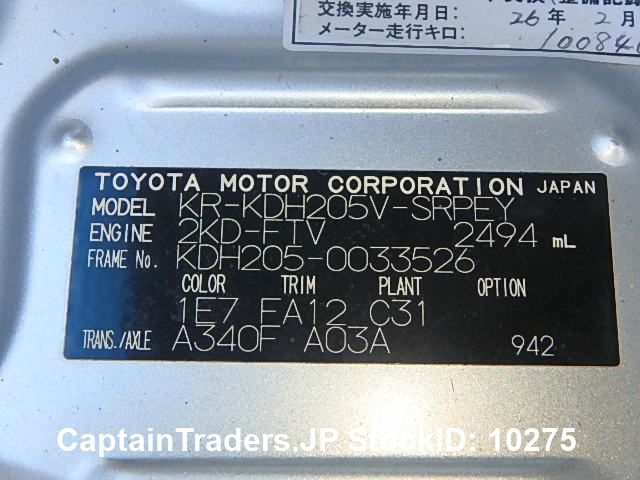 交換実施年月日: 26年 2月
メーター走行キロ: 10084
TOYOTA MOTOR CORPORATION JAPAN
MODEL KR-KDH205V-SRPEY
ENGINE 2KD-FTV 2494 mL
FRAME No. KDH205-0033526
COLOR TRIM PLANT OPTION
1E7 FA12 C31
TRANS./AXLE A340F A03A 942
CaptainTraders.JP StockID: 10275